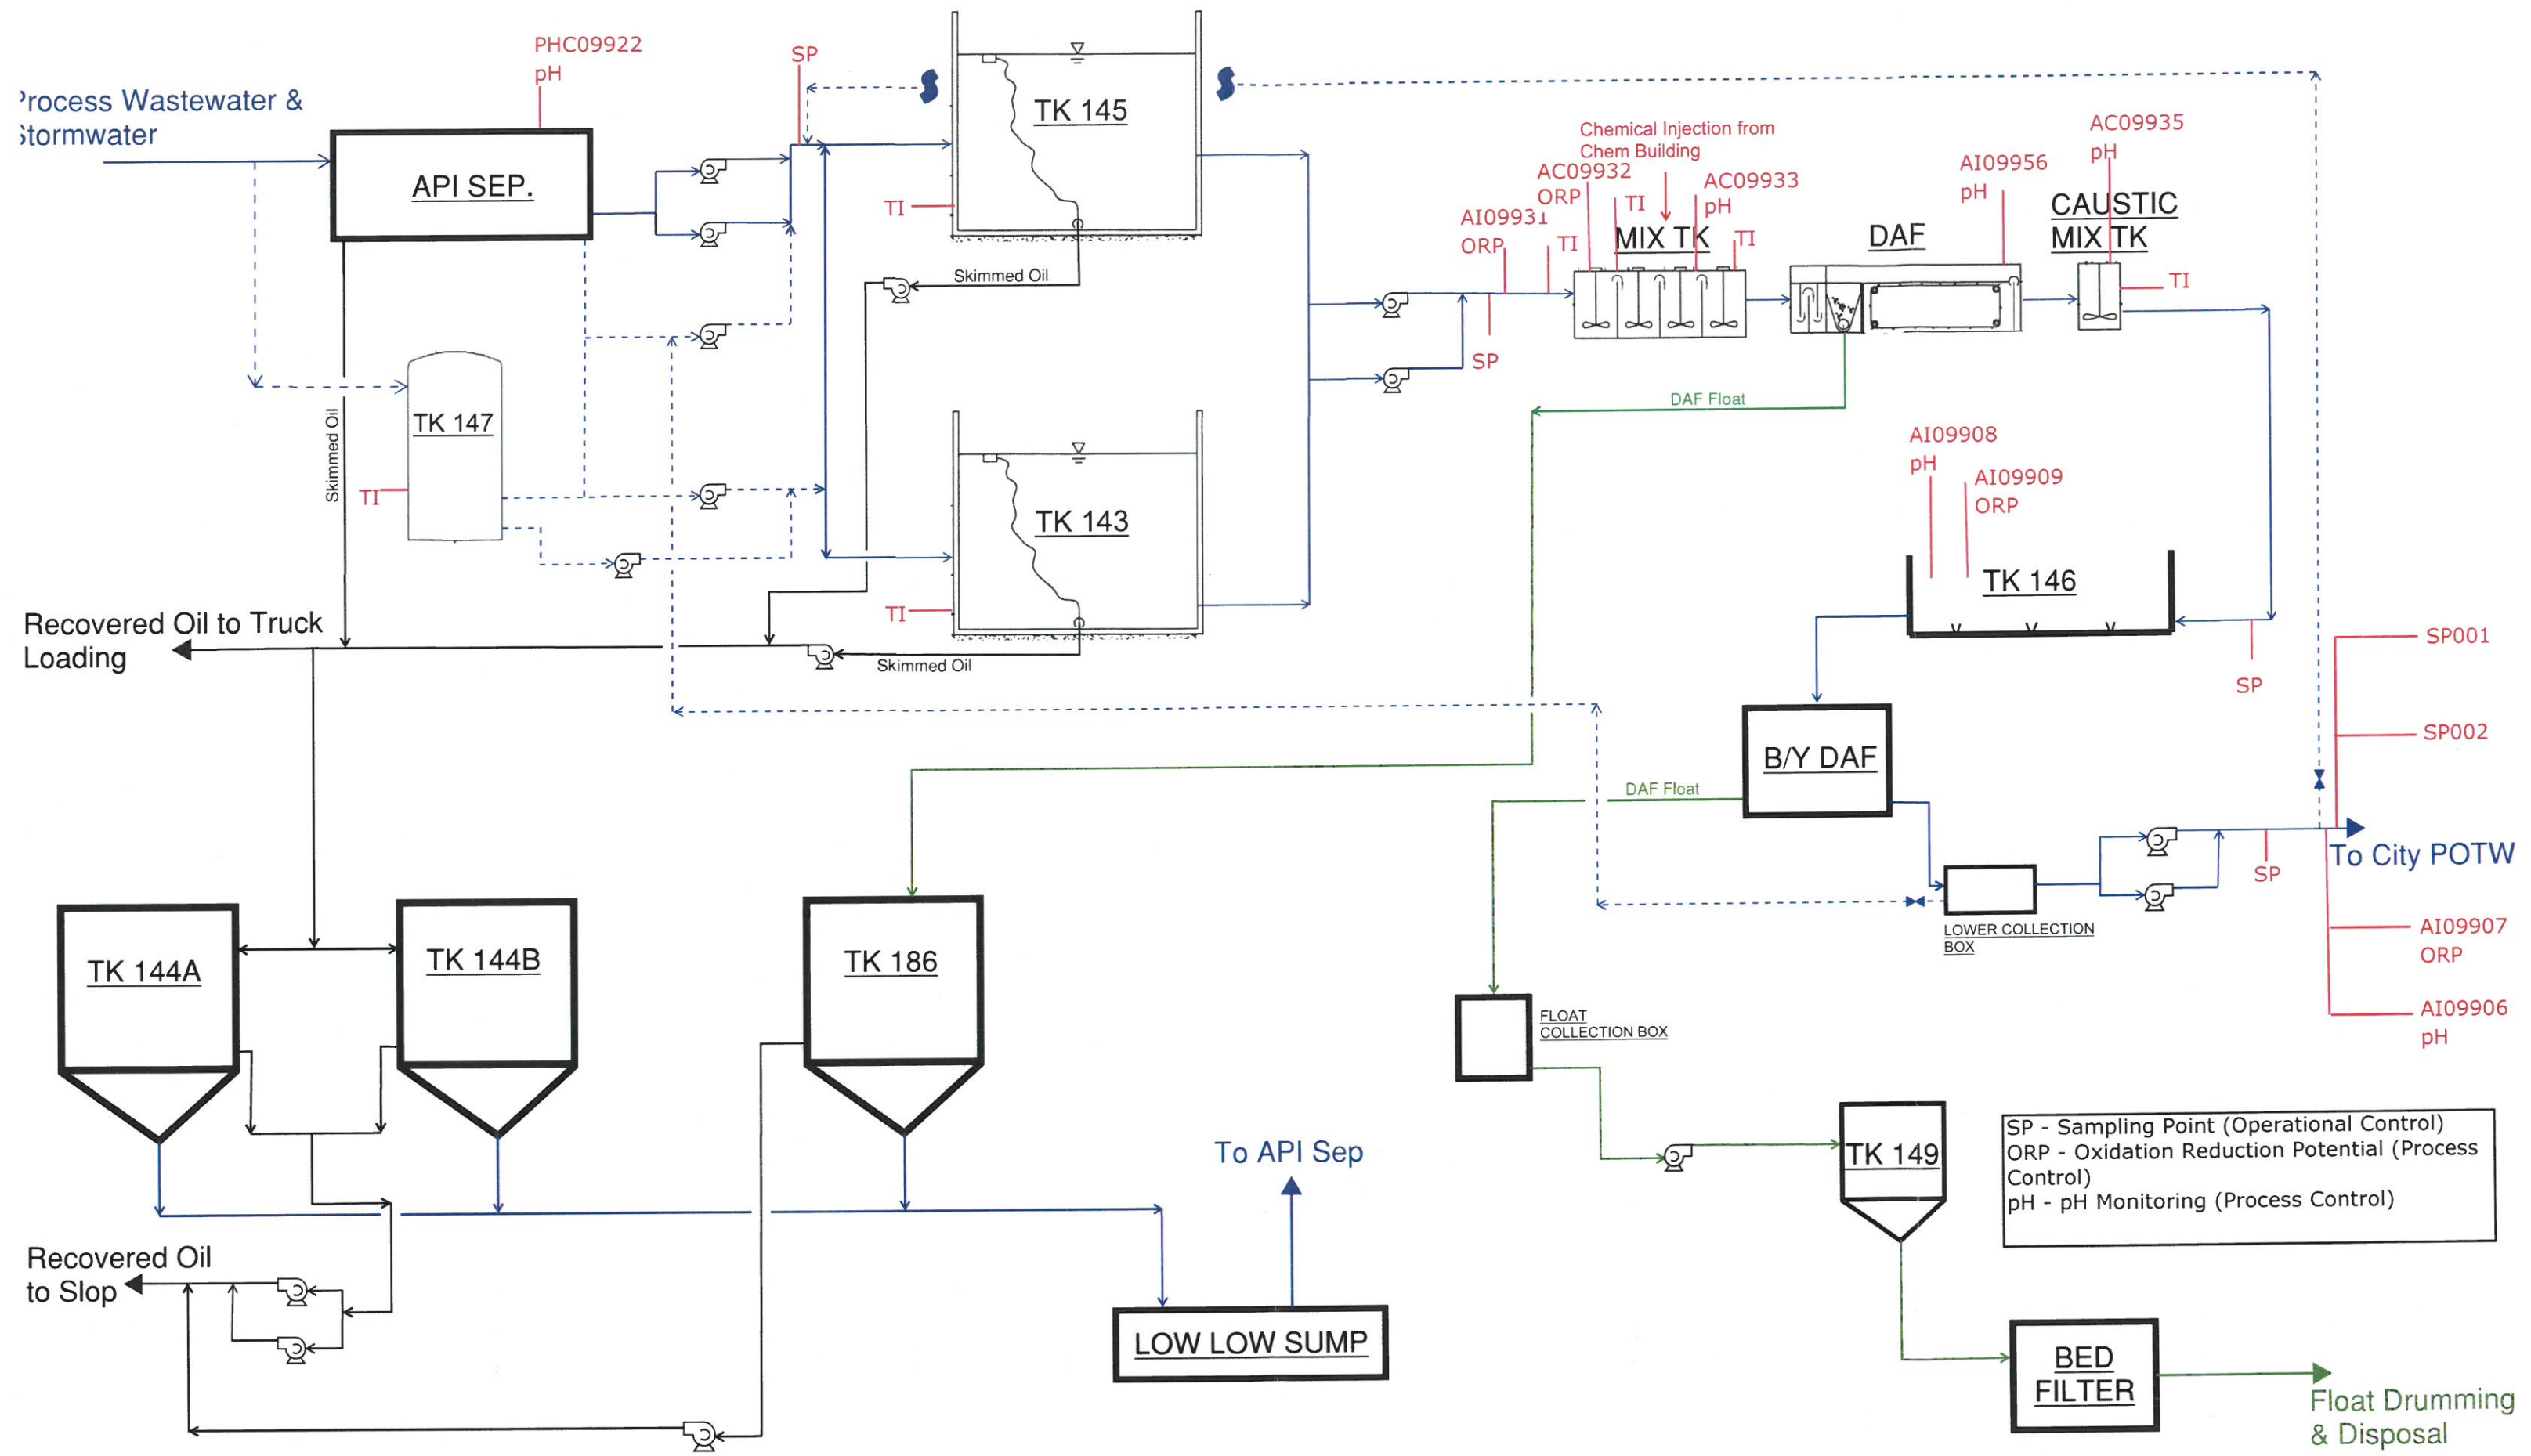 PHC09922
pH
SP
Process Wastewater &
Stormwater
API SEP.
TK 145
TI
Skimmed Oil
Chemical Injection from
Chem Building
AC09932
ORP
TI
AC09933
pH
AI09931
ORP
TI
MIX TK
TI
SP
AI09956
pH
DAF
AC09935
pH
CAUSTIC
MIX TK
TI
DAF Float
TK 147
TI
Skimmed Oil
TK 143
TI
Skimmed Oil
Recovered Oil to Truck
Loading
AI09908
pH
AI09909
ORP
TK 146
SP
SP001
SP002
B/Y DAF
DAF Float
To City POTW
SP
LOWER COLLECTION
BOX
AI09907
ORP
AI09906
pH
TK 144A
TK 144B
TK 186
FLOAT
COLLECTION BOX
TK 149
To API Sep
SP - Sampling Point (Operational Control)
ORP - Oxidation Reduction Potential (Process
Control)
pH - pH Monitoring (Process Control)
Recovered Oil
to Slop
LOW LOW SUMP
BED
FILTER
Float Drumming
& Disposal